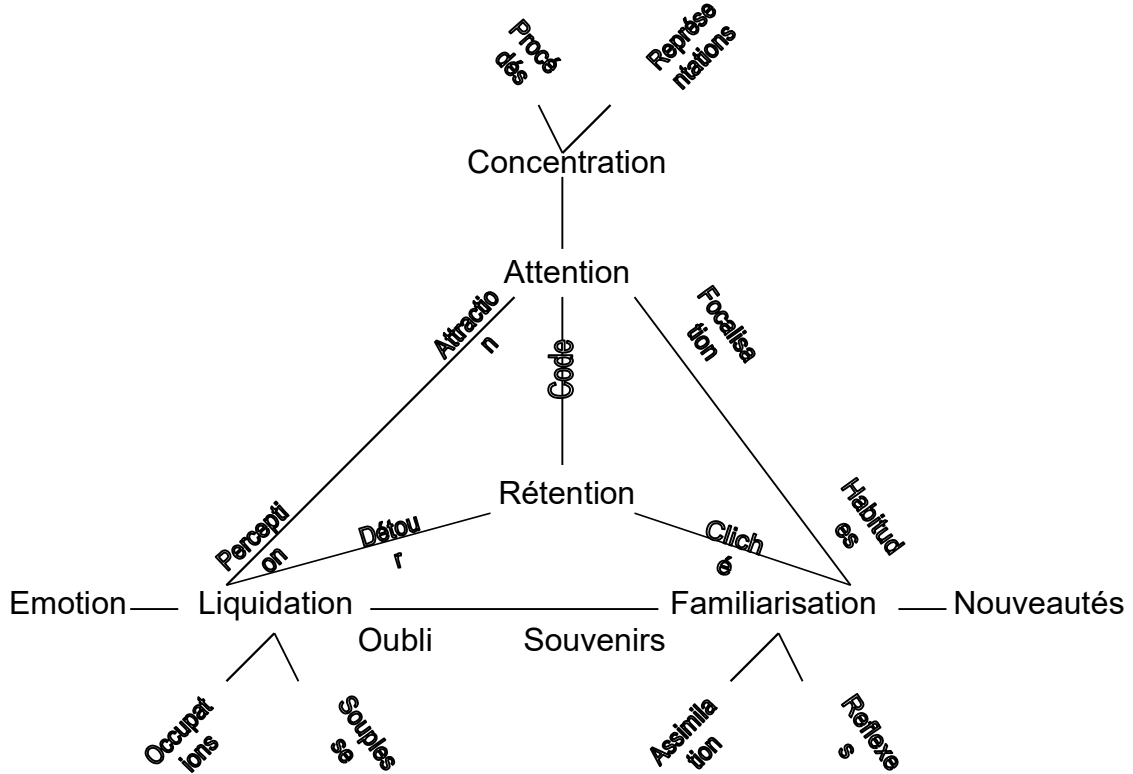 Procé
dés
Représe
ntations
Concentration
Attention
Attractio
n
Code
Focalisa
tion
Rétention
Percepti
on
Détou
r
Clich
é
Habitud
es
Emotion
Liquidation
Familiarisation
Nouveautés
Oubli
Souvenirs
Occupat
ions
Souples
se
Assimila
tion
Reflexe
s